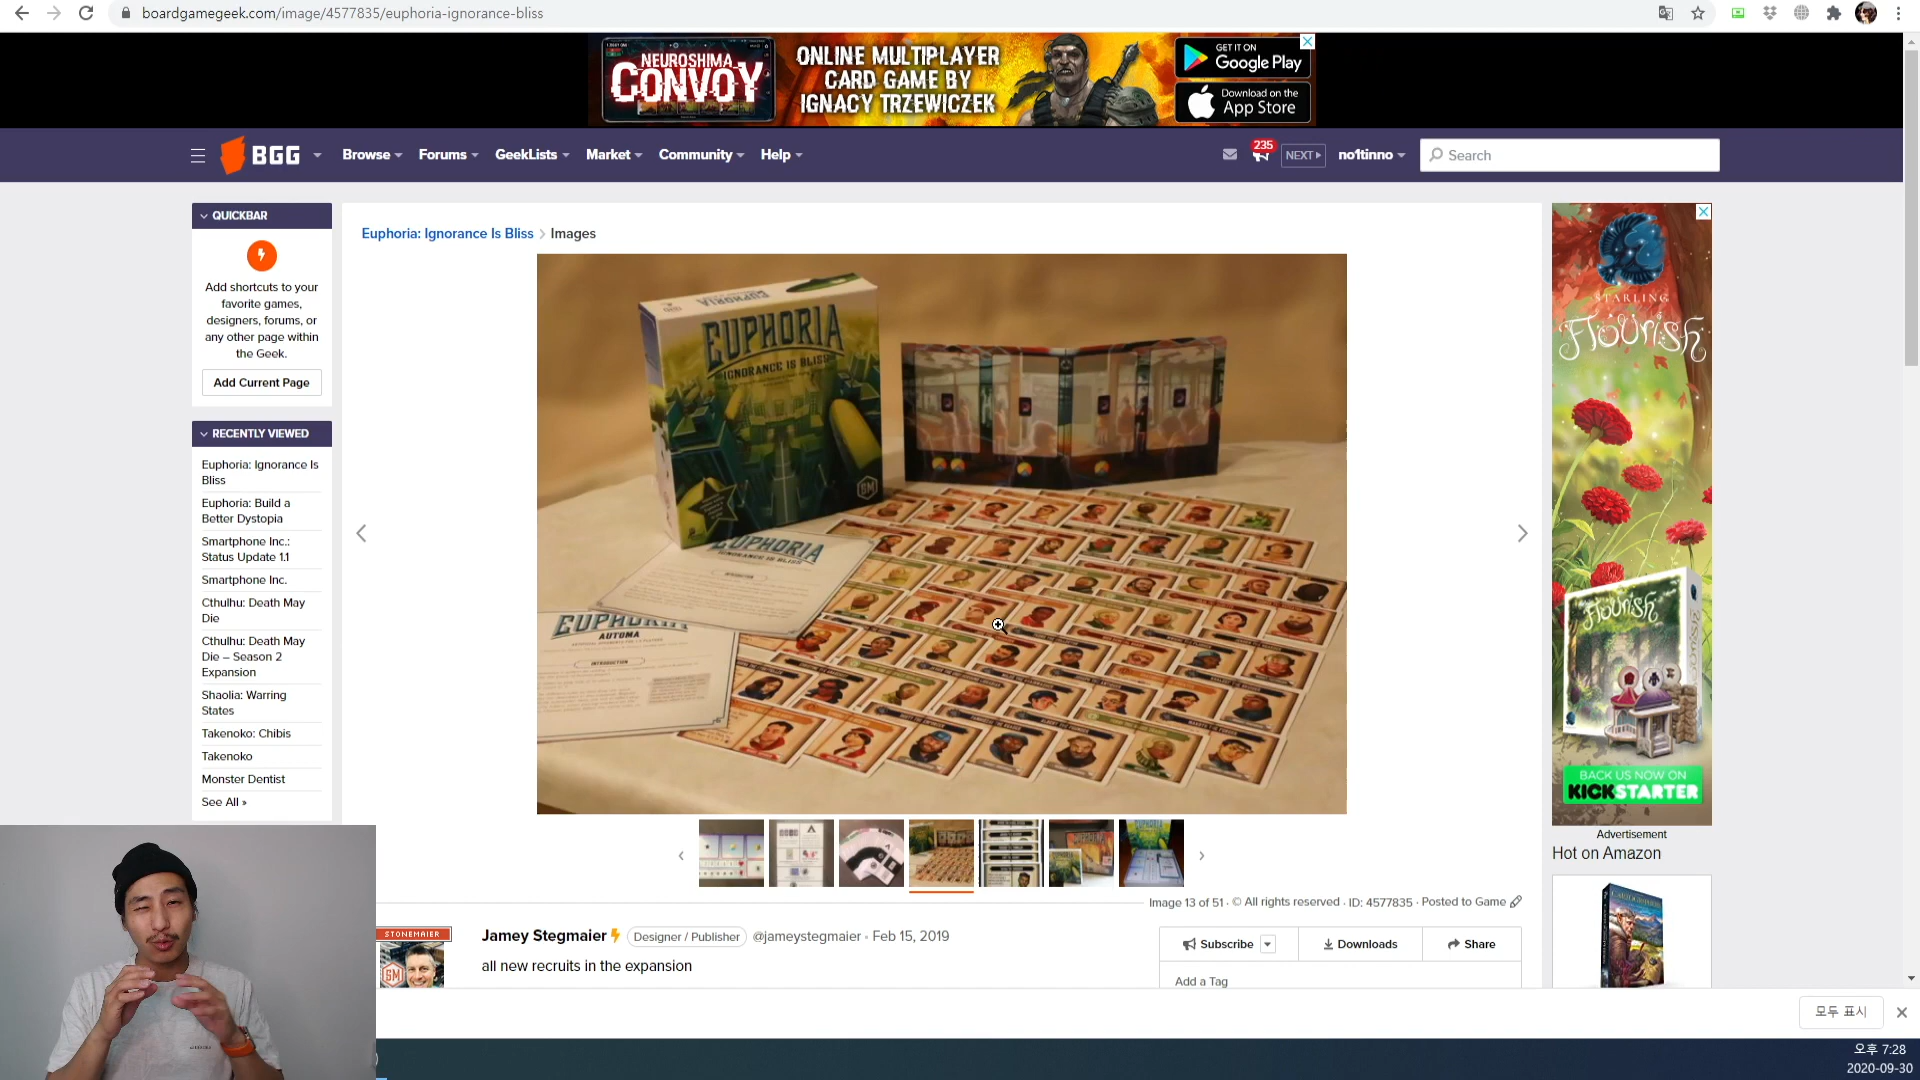 boardgamegeek.com/image/4577835/euphoria-ignorance-bliss
NEUROSHIMA
CONVOY
ONLINE MULTIPLAYER
CARD GAME BY
IGNACY TRZEWICZEK
GET IT ON
Google Play
Download on the
App Store
BGG
Browse
Forums
GeekLists
Market
Community
Help
235
NEXT
no1tinno
Search
QUICKBAR
Add shortcuts to your
favorite games,
designers, forums, or
any other page within
the Geek.
Add Current Page
RECENTLY VIEWED
Euphoria: Ignorance Is
Bliss
Euphoria: Build a
Better Dystopia
Smartphone Inc.:
Status Update 1.1
Smartphone Inc.
Cthulhu: Death May
Die
Cthulhu: Death May
Die – Season 2
Expansion
Shaolia: Warring
States
Takenoko: Chibis
Takenoko
Monster Dentist
See All »
Euphoria: Ignorance Is Bliss > Images
EUPHORIA
IGNORANCE IS BLISS
EUPHORIA
IGNORANCE IS BLISS
INTRODUCTION
EUPHORIA
AUTOMA
INTRODUCTION
Image 13 of 51 · © All rights reserved · ID: 4577835 · Posted to Game
STONEMAIER
SM
Jamey Stegmaier
Designer / Publisher
@jameystegmaier · Feb 15, 2019
all new recruits in the expansion
Subscribe
Downloads
Share
Add a Tag
STARLING
Flourish
Flourish
BACK US NOW ON
KICKSTARTER
Advertisement
Hot on Amazon
모두 표시
오후 7:28
2020-09-30